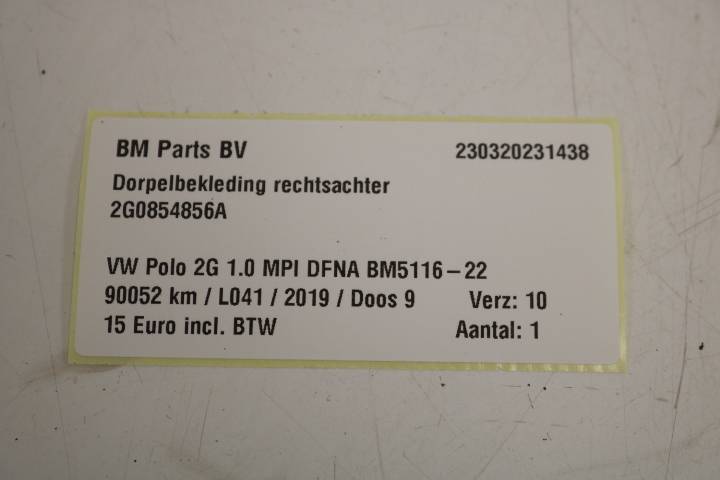 BM Parts BV 230320231438
Dorpelbekleding rechtsachter
2G0854856A
VW Polo 2G 1.0 MPI DFNA BM5116-22
90052 km / L041 / 2019 / Doos 9 Verz: 10
15 Euro incl. BTW Aantal: 1